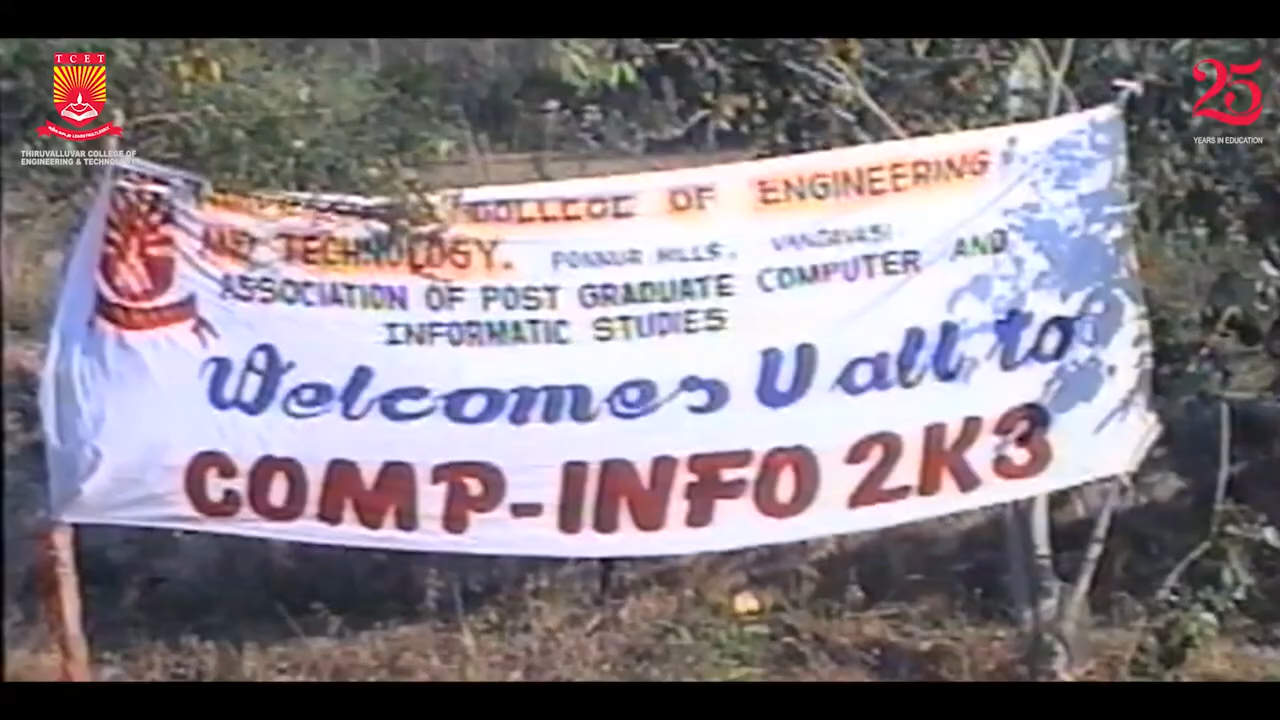 TCET
THIRUVALLUVAR COLLEGE OF
ENGINEERING & TECHNOLOGY
25
YEARS IN EDUCATION
COLLEGE OF ENGINEERING
AND TECHNOLOGY. PONNUR HILLS, VANDAVASI
ASSOCIATION OF POST GRADUATE COMPUTER AND
INFORMATIC STUDIES
Welcomes U all to
COMP-INFO 2K3